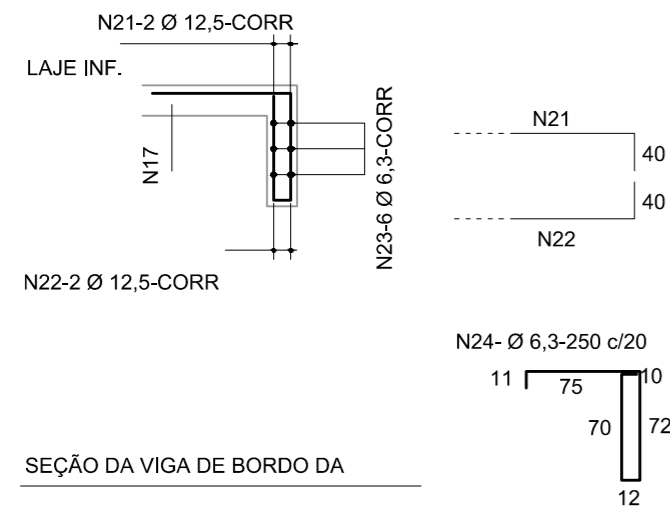 N21-2 Ø 12,5-CORR
LAJE INF.
N17
N23-6 Ø 6,3-CORR
N22-2 Ø 12,5-CORR
N21
40
40
N22
N24- Ø 6,3-250 c/20
11
75
10
70
72
12
SEÇÃO DA VIGA DE BORDO DA